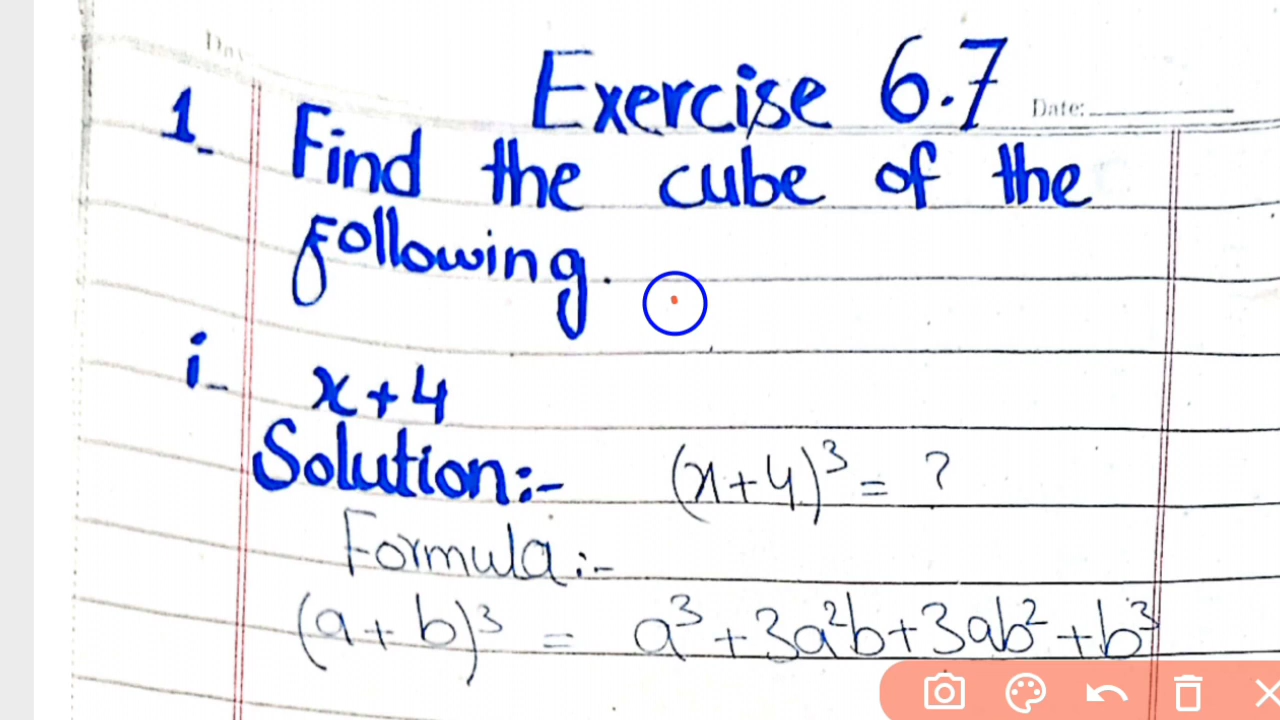 Exercise 6.7
Date:
1. Find the cube of the
following.
i- x+4
Solution:- (x+4)³ = ?
Formula:-
(a+b)³ = a³+3a²b+3ab²+b³